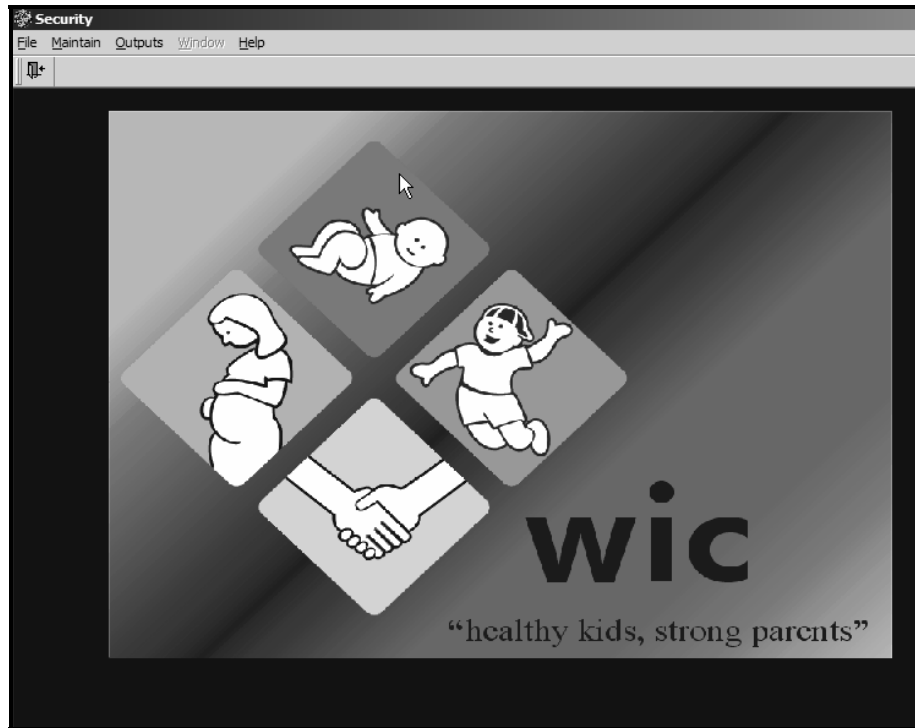 Security
File Maintain Outputs Window Help
wic
“healthy kids, strong parents”